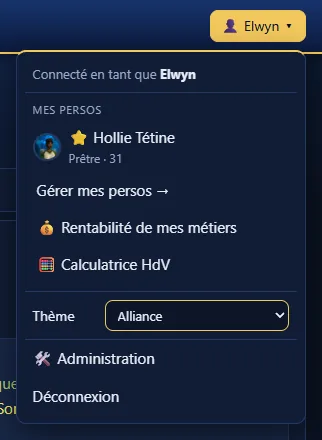 Elwyn ▾
Connecté en tant que Elwyn
MES PERSOS
Hollie Tétine
Prêtre · 31
Gérer mes persos →
Rentabilité de mes métiers
Calculatrice HdV
Thème
Alliance
Administration
Déconnexion